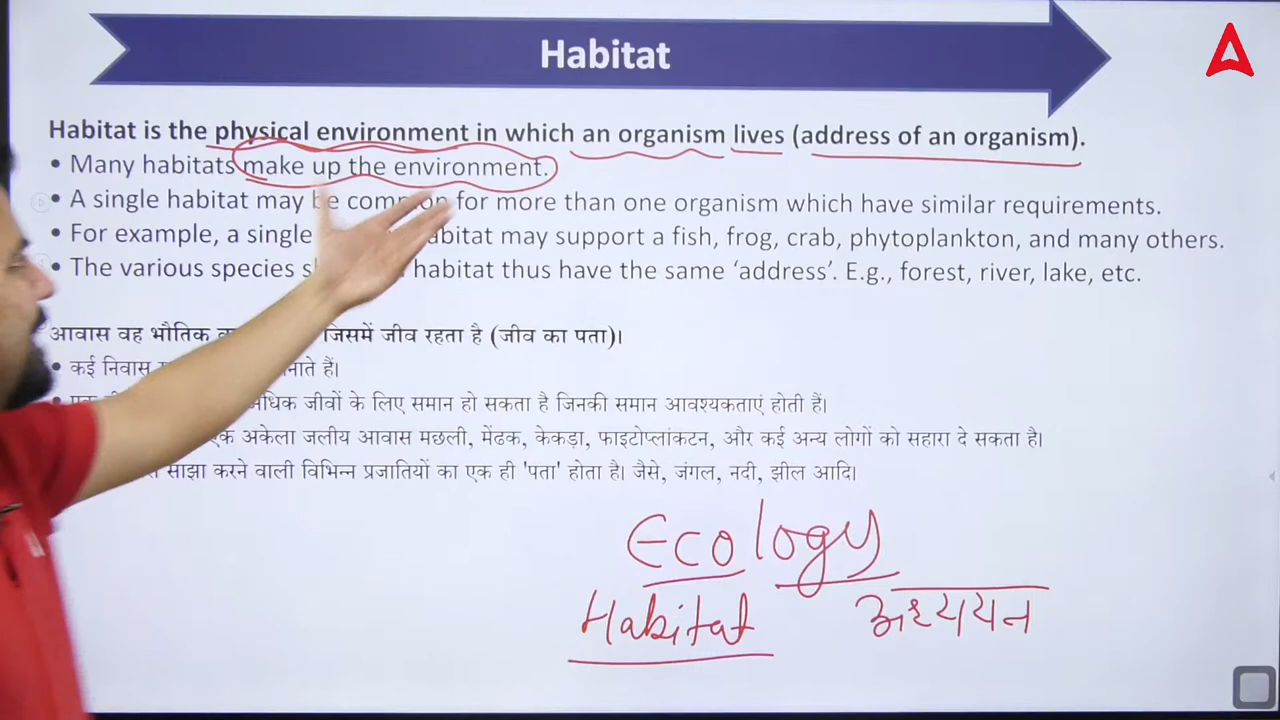 Habitat
Habitat is the physical environment in which an organism lives (address of an organism).
• Many habitats make up the environment.
• A single habitat may be common for more than one organism which have similar requirements.
• For example, a single abitat may support a fish, frog, crab, phytoplankton, and many others.
• The various species habitat thus have the same ‘address’. E.g., forest, river, lake, etc.
आवास वह भौतिक जिसमें जीव रहता है (जीव का पता)।
• कई निवास नाते हैं।
• अधिक जीवों के लिए समान हो सकता है जिनकी समान आवश्यकताएं होती हैं।
एक अकेला जलीय आवास मछली, मेंढक, केकड़ा, फाइटोप्लांकटन, और कई अन्य लोगों को सहारा दे सकता है।
साझा करने वाली विभिन्न प्रजातियों का एक ही 'पता' होता है। जैसे, जंगल, नदी, झील आदि।
Ecology
Habitat अध्ययन